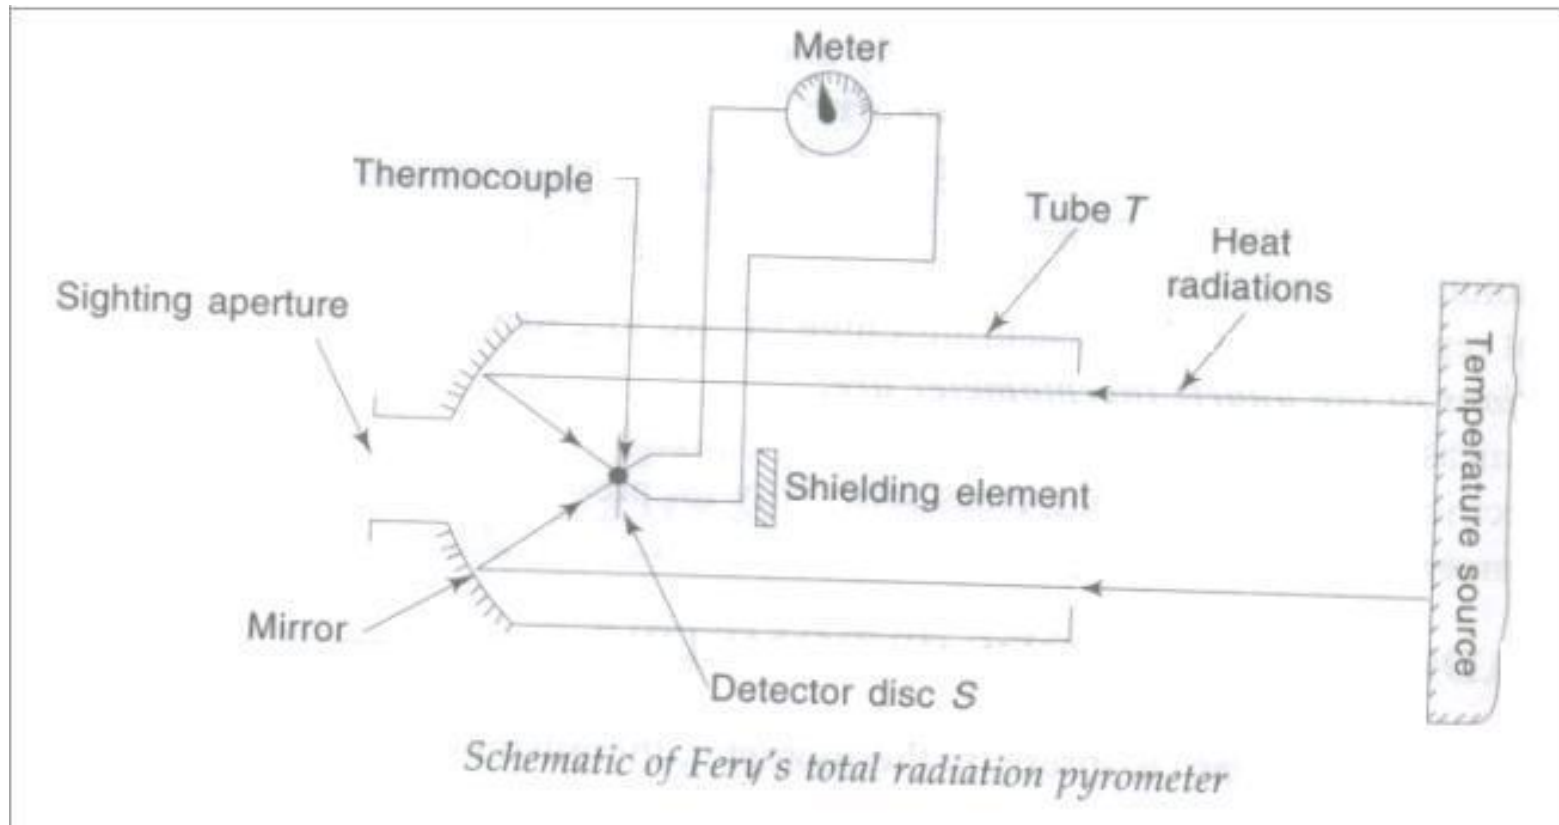 Meter
Thermocouple
Tube T
Heat
radiations
Sighting aperture
Temperature source
Shielding element
Mirror
Detector disc S
Schematic of Fery's total radiation pyrometer